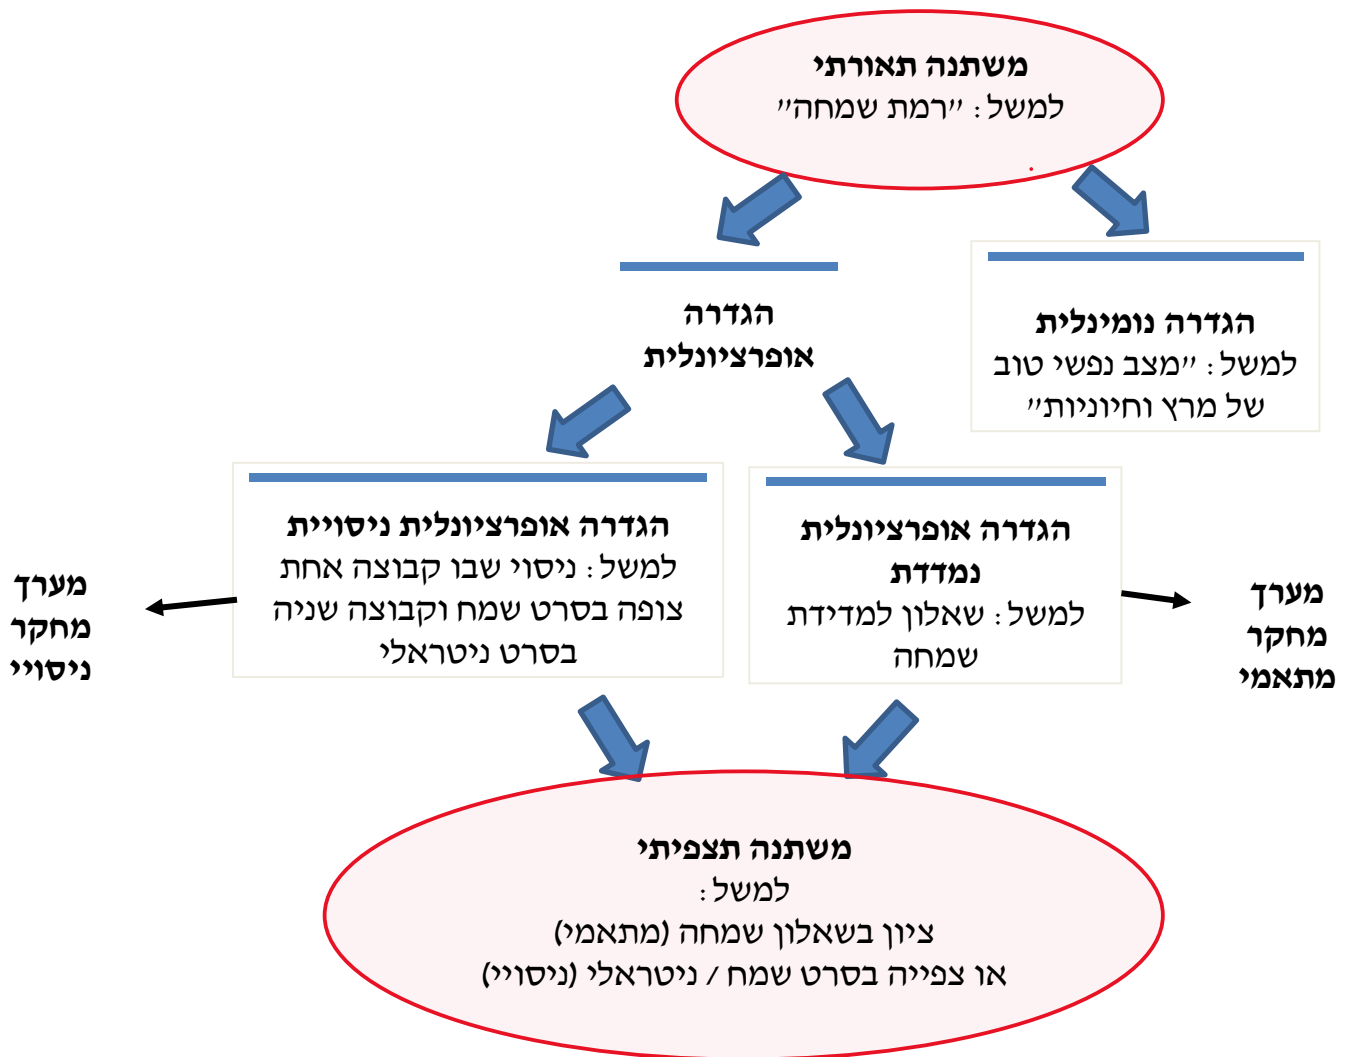 משתנה תאורתי
למשל: "רמת שמחה"
הגדרה נומינלית
למשל: "מצב נפשי טוב
של מרץ וחיוניות"
הגדרה
אופרציונלית
הגדרה אופרציונלית
נמדדת
למשל: שאלון למדידת
שמחה
הגדרה אופרציונלית ניסויית
למשל: ניסוי שבו קבוצה אחת
צופה בסרט שמח וקבוצה שניה
בסרט ניטראלי
מערך
מחקר
מתאמי
מערך
מחקר
ניסויי
משתנה תצפיתי
למשל:
ציון בשאלון שמחה (מתאמי)
או צפייה בסרט שמח / ניטראלי (ניסויי)